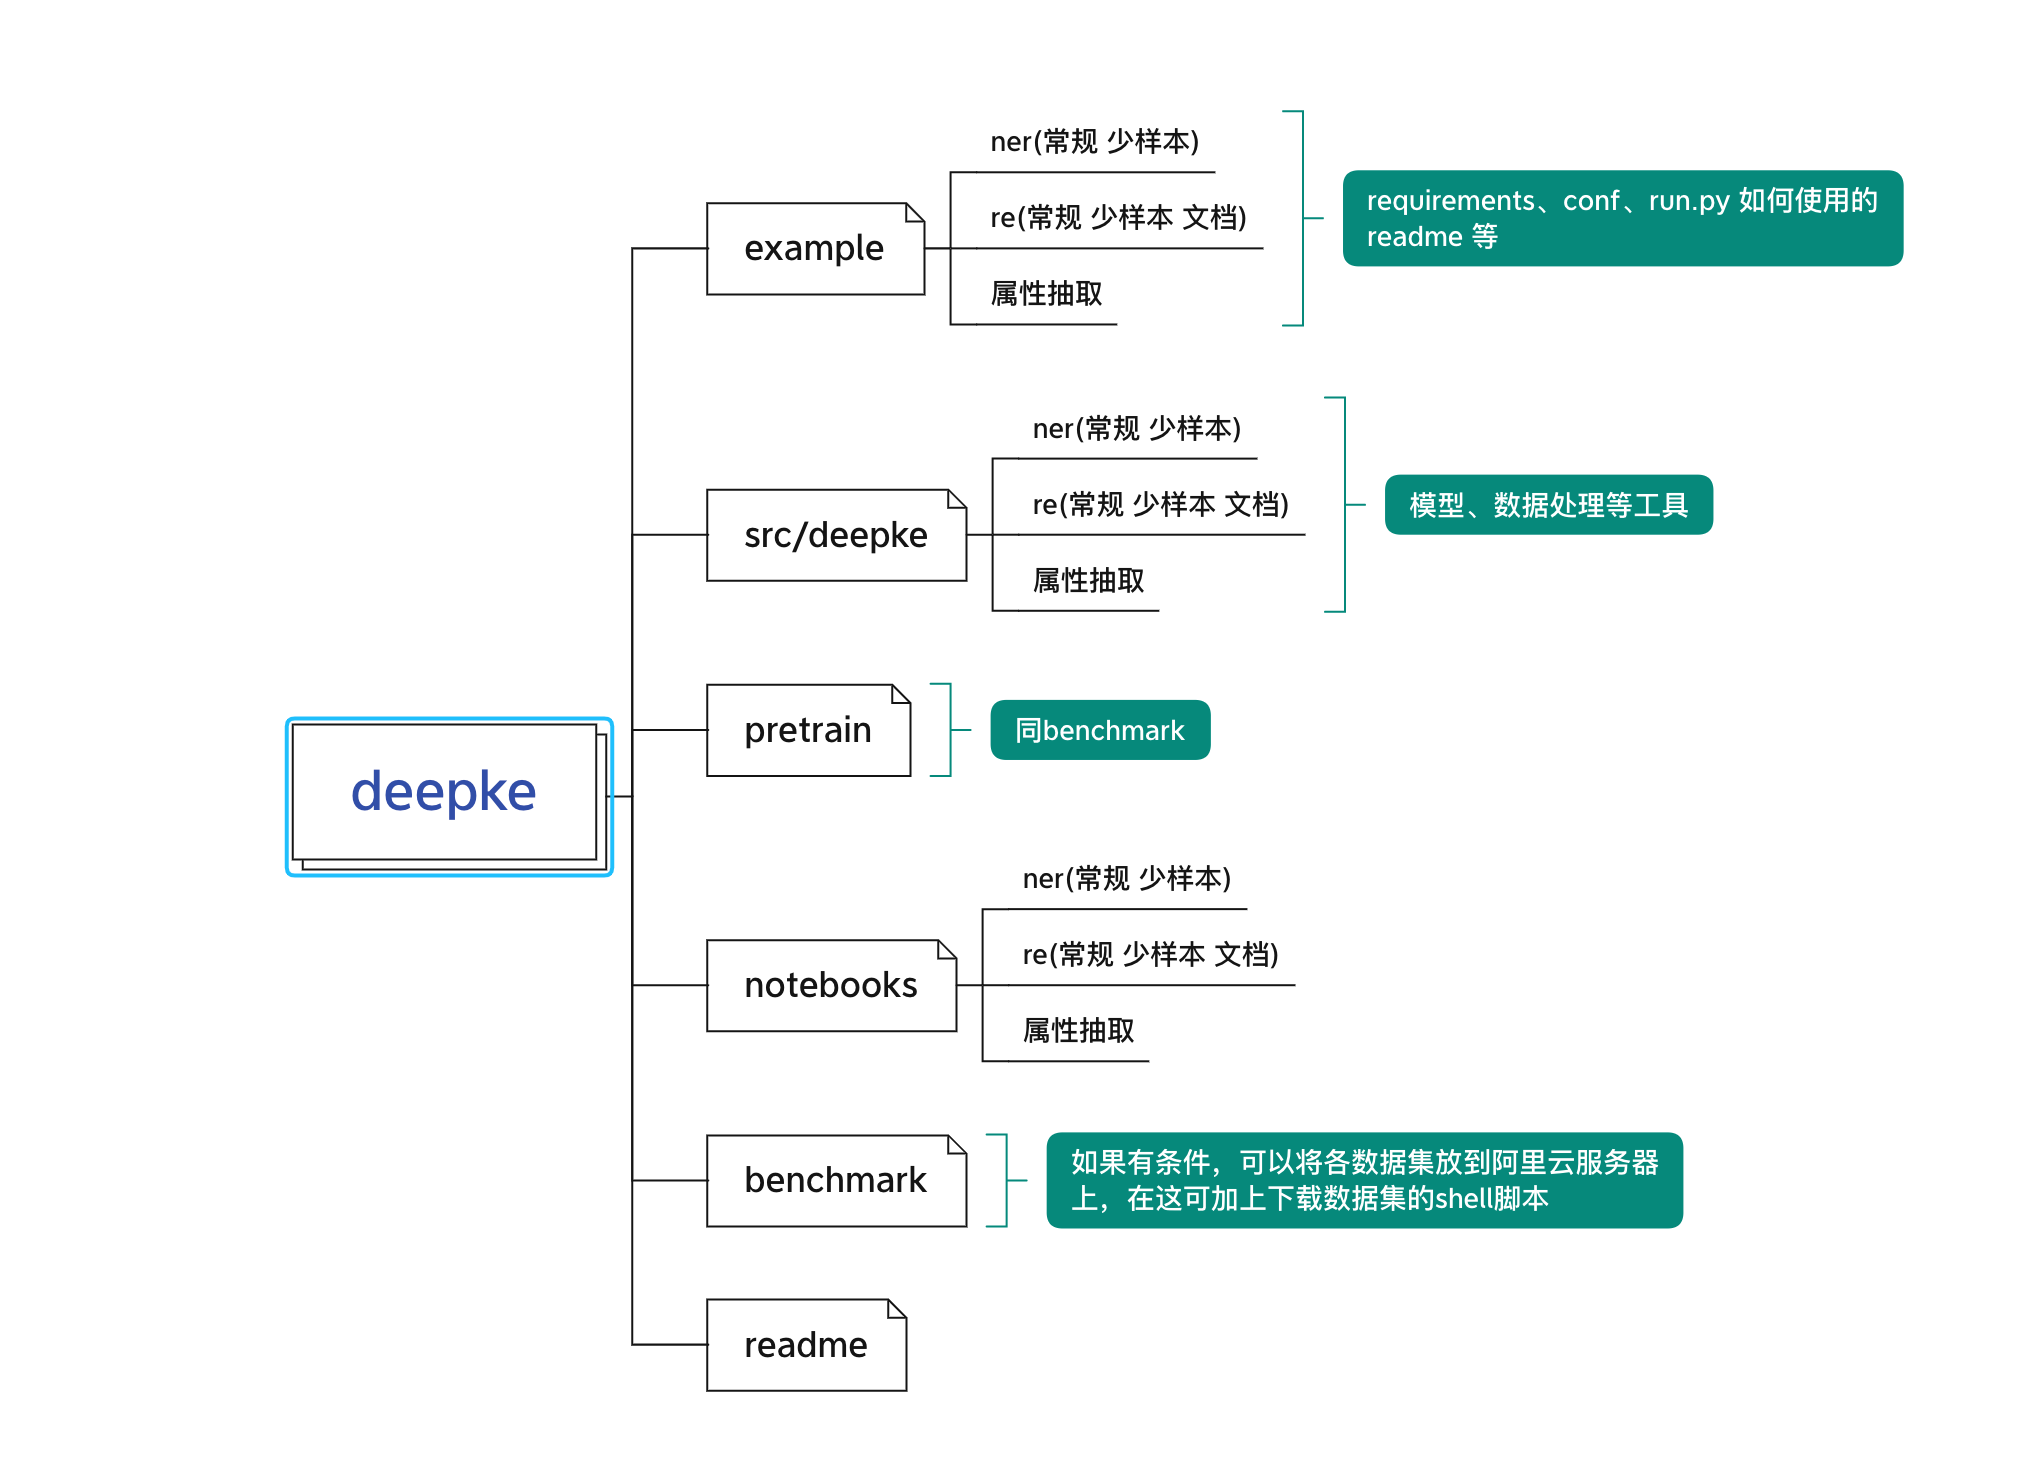 deepke
example
ner(常规 少样本)
re(常规 少样本 文档)
属性抽取
requirements、conf、run.py 如何使用的
readme 等
src/deepke
ner(常规 少样本)
re(常规 少样本 文档)
属性抽取
模型、数据处理等工具
pretrain
同benchmark
notebooks
ner(常规 少样本)
re(常规 少样本 文档)
属性抽取
benchmark
如果有条件，可以将各数据集放到阿里云服务器
上，在这可加上下载数据集的shell脚本
readme